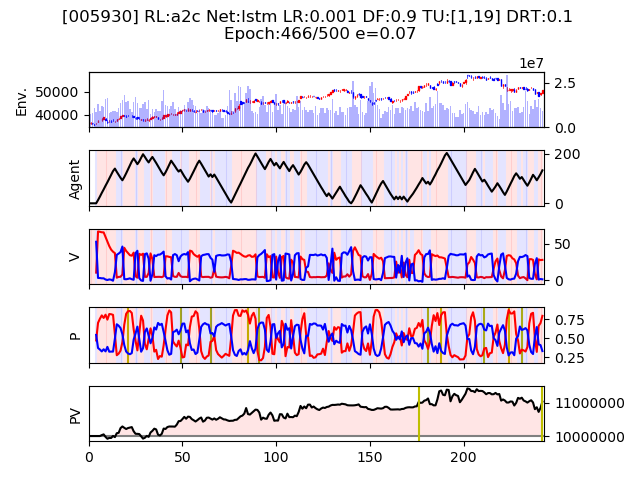 [005930] RL:a2c Net:lstm LR:0.001 DF:0.9 TU:[1,19] DRT:0.1
Epoch:466/500 e=0.07
1e7
Env.
50000
40000
2.5
0.0
Agent
200
0
V
50
0
P
0.75
0.50
0.25
PV
11000000
10000000
0 50 100 150 200